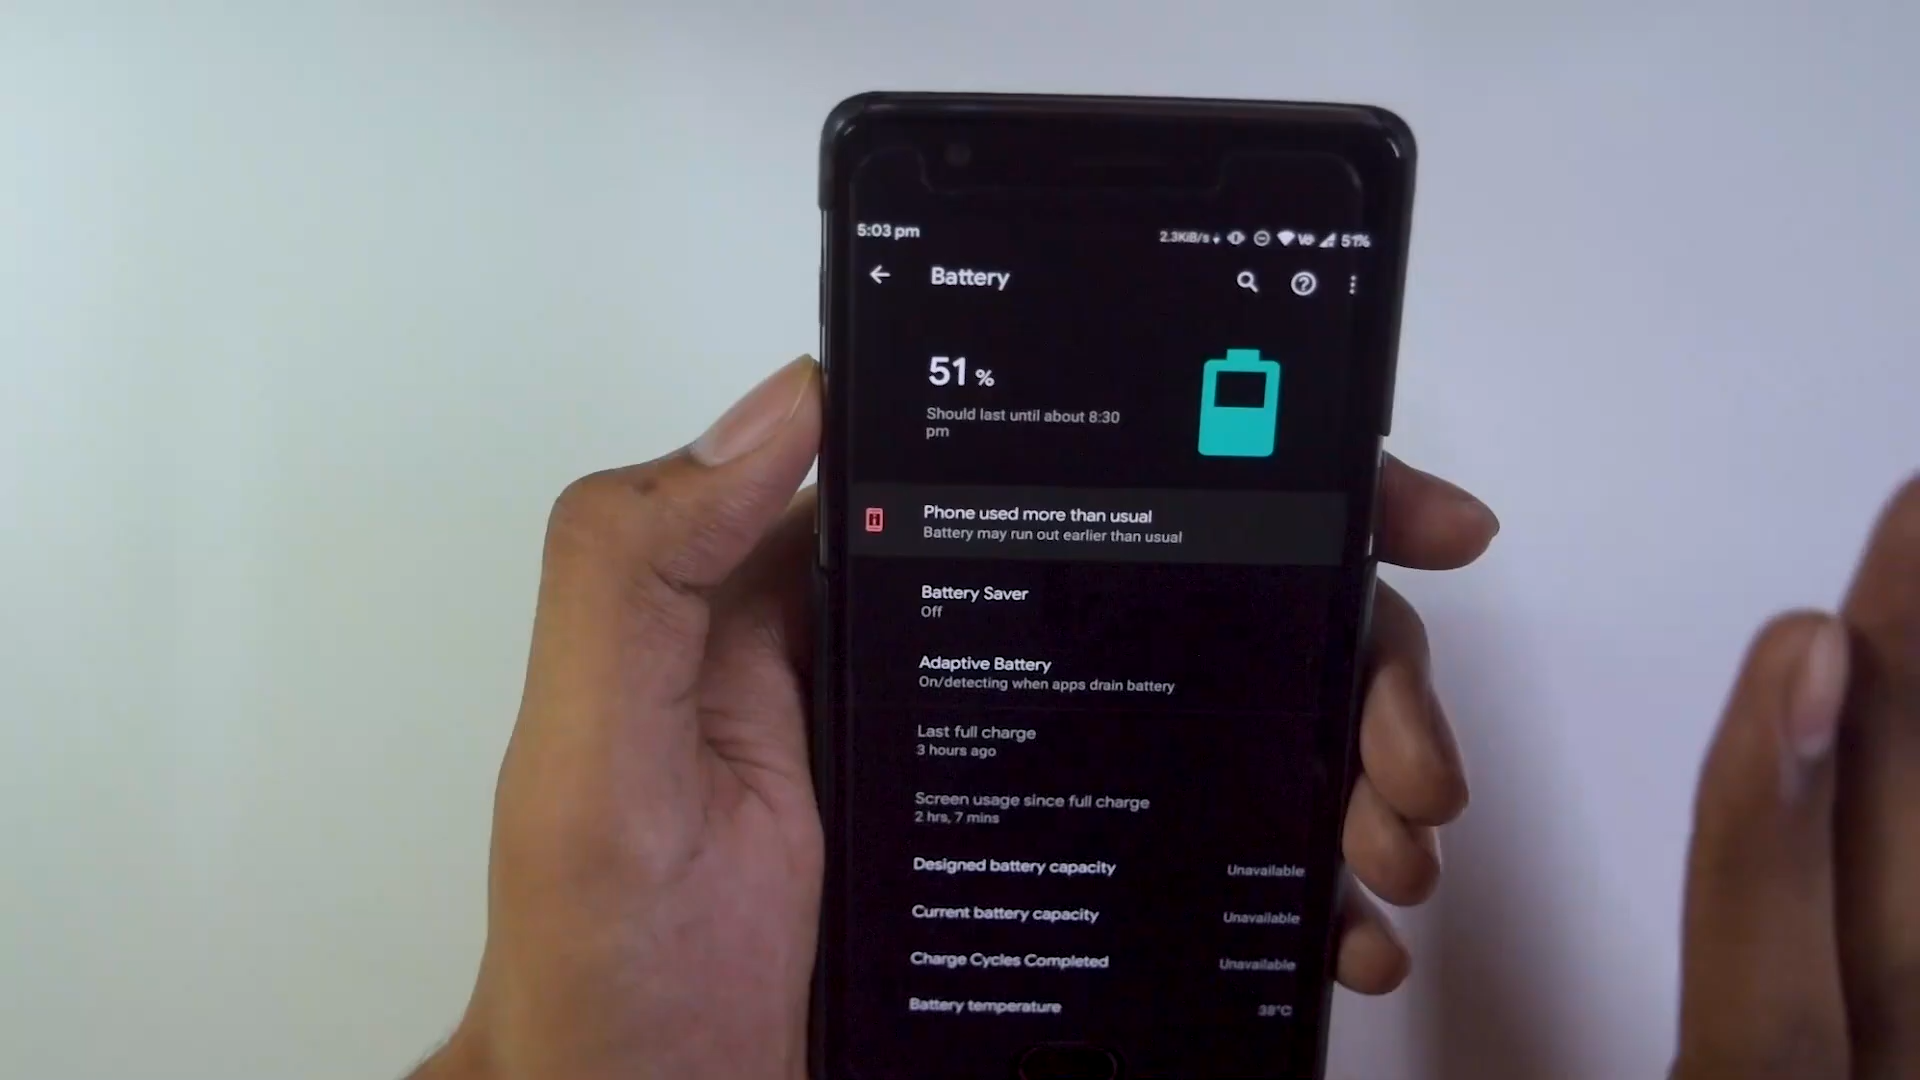 5:03 pm
2.3KiB/s 51%
Battery
51 %
Should last until about 8:30
pm
Phone used more than usual
Battery may run out earlier than usual
Battery Saver
Off
Adaptive Battery
On/detecting when apps drain battery
Last full charge
3 hours ago
Screen usage since full charge
2 hrs, 7 mins
Designed battery capacity Unavailable
Current battery capacity Unavailable
Charge Cycles Completed Unavailable
Battery temperature 38°C